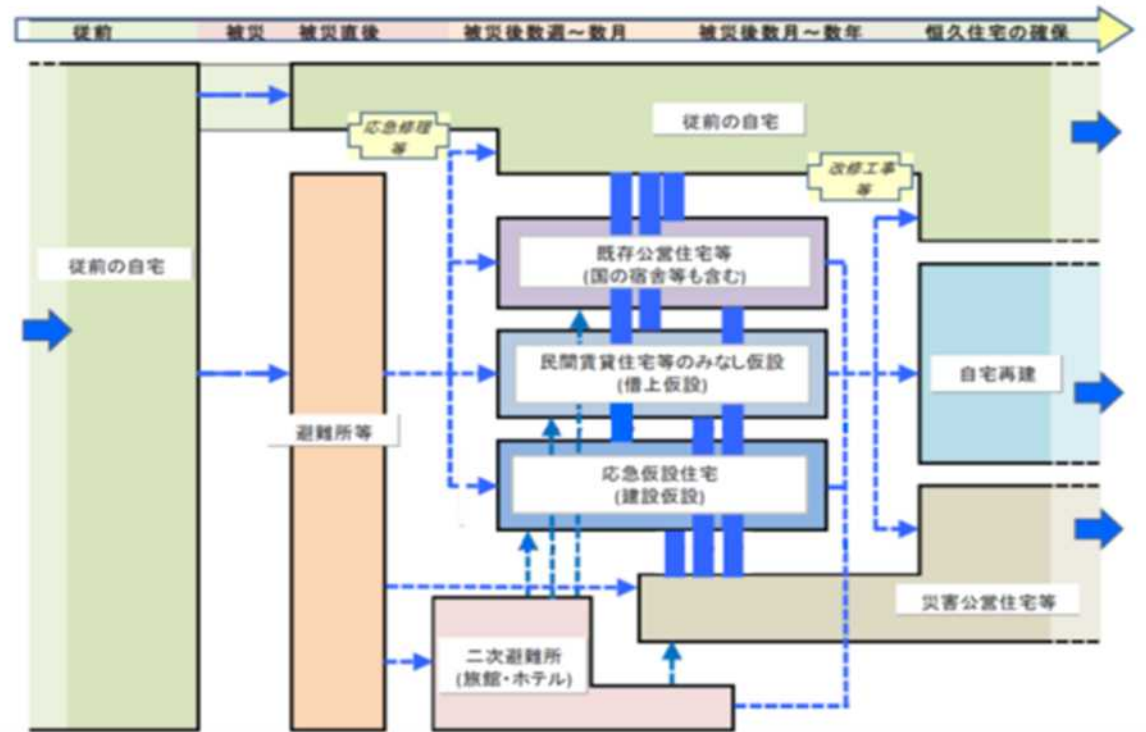 従前
被災
被災直後
被災後数週～数月
被災後数月～数年
恒久住宅の確保
応急修理
等
従前の自宅
改修工事
等
従前の自宅
既存公営住宅等
(国の宿舎等も含む)
民間賃貸住宅等のみなし仮設
(借上仮設)
自宅再建
避難所等
応急仮設住宅
(建設仮設)
災害公営住宅等
二次避難所
(旅館・ホテル)